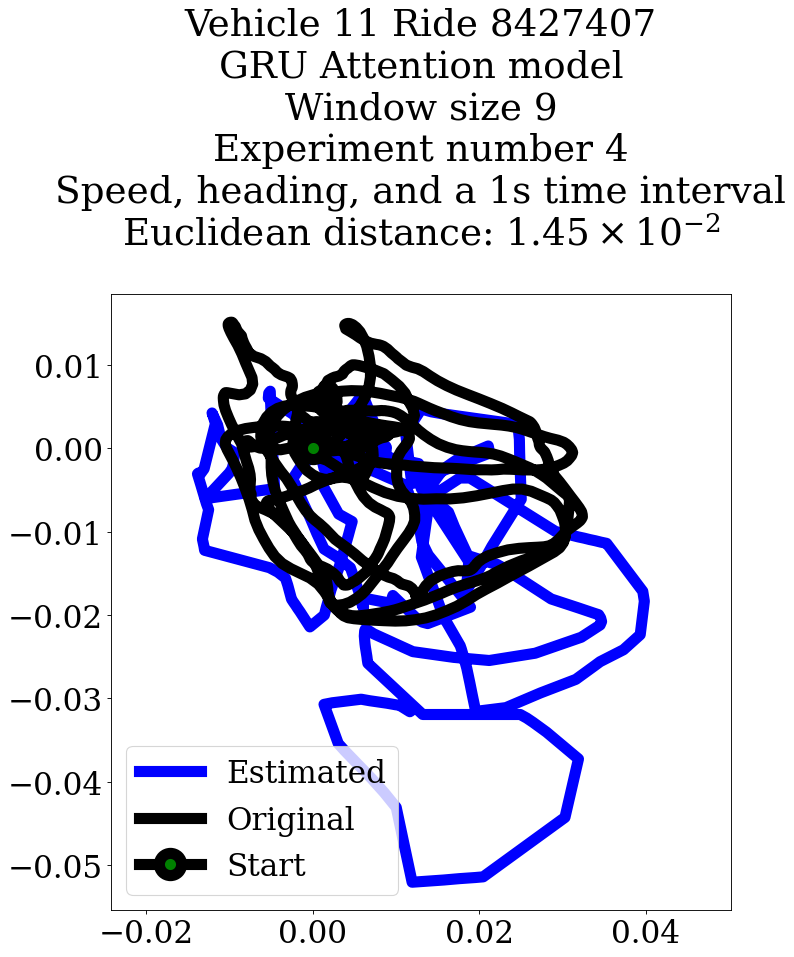 Vehicle 11 Ride 8427407
GRU Attention model
Window size 9
Experiment number 4
Speed, heading, and a 1s time interval
Euclidean distance: 1.45 × 10⁻²
0.01
0.00
−0.01
−0.02
−0.03
−0.04
−0.05
Estimated
Original
Start
−0.02 0.00 0.02 0.04